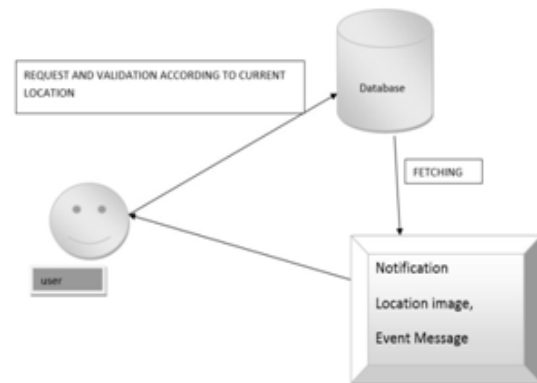 REQUEST AND VALIDATION ACCORDING TO CURRENT
LOCATION
Database
FETCHING
user
Notification
Location image,
Event Message